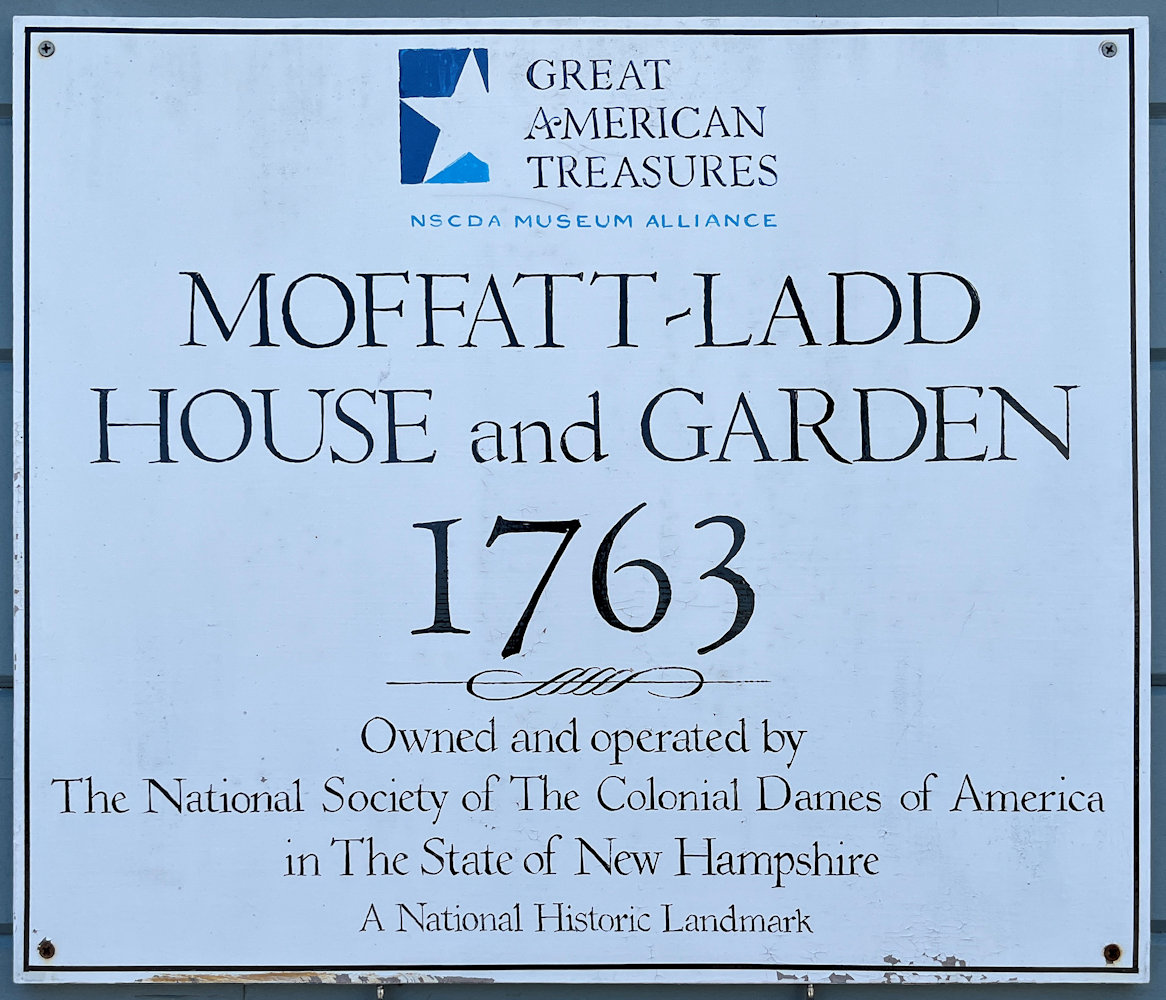 GREAT
AMERICAN
TREASURES
NSCDA MUSEUM ALLIANCE
MOFFATT-LADD
HOUSE and GARDEN
1763
Owned and operated by
The National Society of The Colonial Dames of America
in The State of New Hampshire
A National Historic Landmark